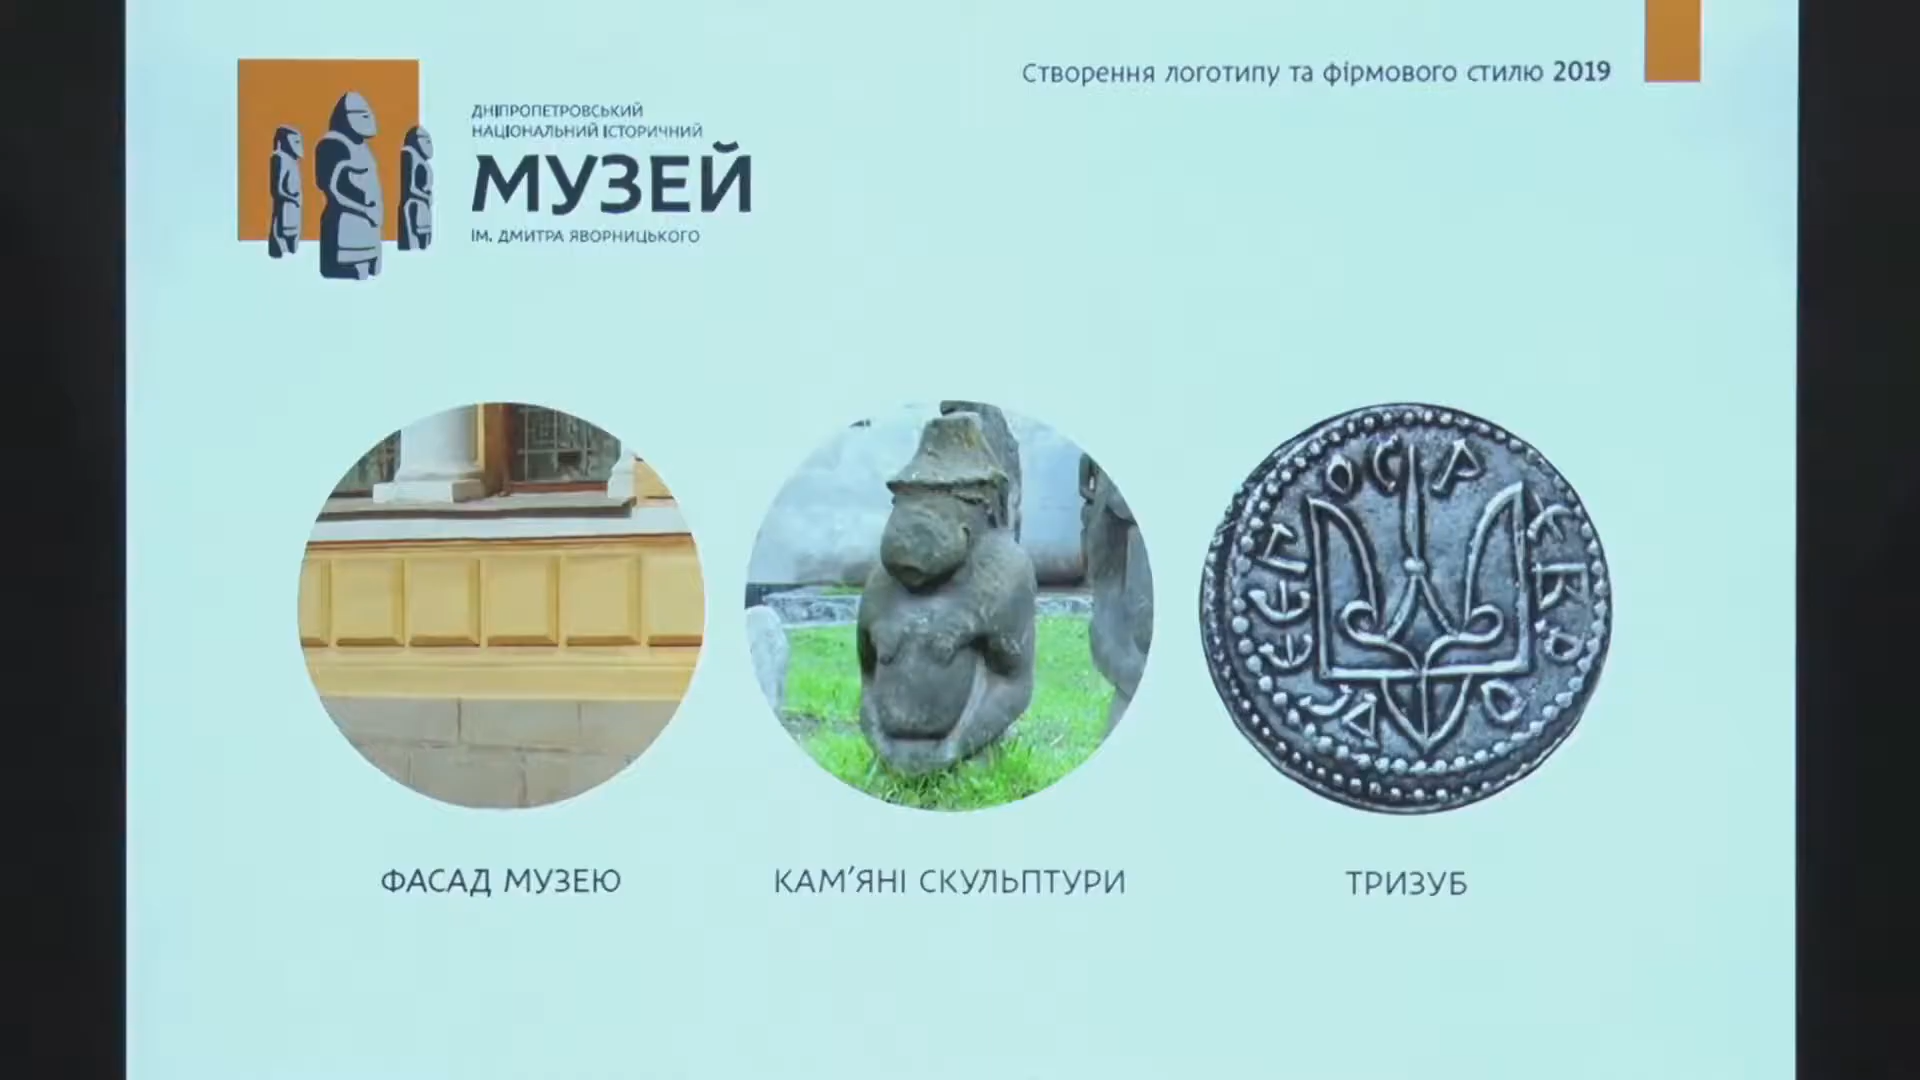 Створення логотипу та фірмового стилю 2019
ДНІПРОПЕТРОВСЬКИЙ
НАЦІОНАЛЬНИЙ ІСТОРИЧНИЙ
МУЗЕЙ
ІМ. ДМИТРА ЯВОРНИЦЬКОГО
ФАСАД МУЗЕЮ
КАМ’ЯНІ СКУЛЬПТУРИ
ТРИЗУБ